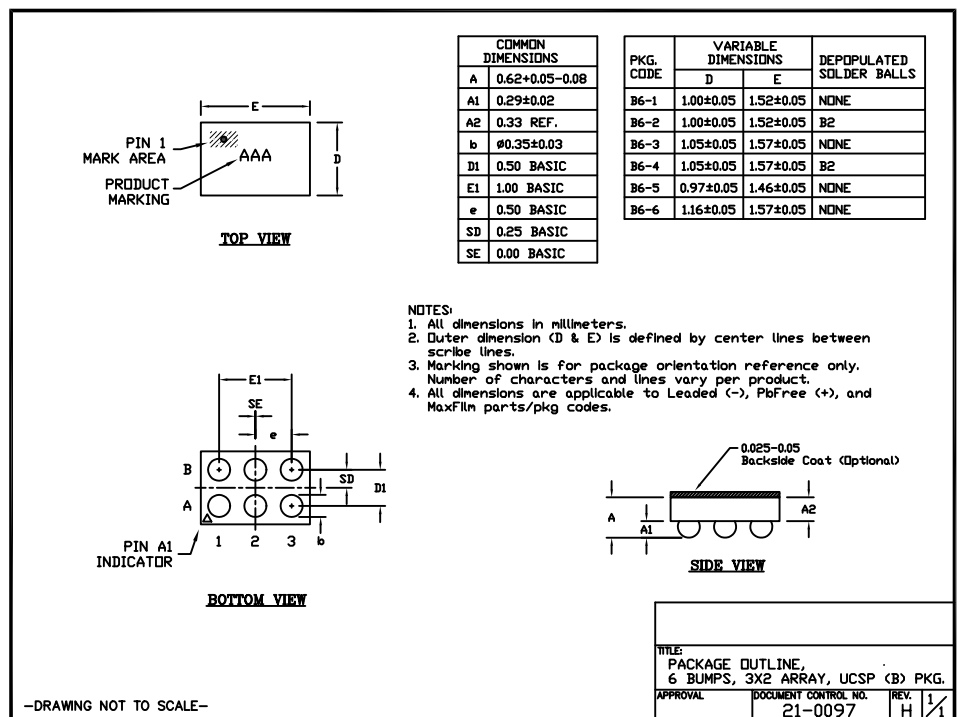 COMMON
DIMENSIONS
A 0.62+0.05-0.08
A1 0.29±0.02
A2 0.33 REF.
b ø0.35±0.03
D1 0.50 BASIC
E1 1.00 BASIC
e 0.50 BASIC
SD 0.25 BASIC
SE 0.00 BASIC
PKG. CODE VARIABLE DIMENSIONS DEPOPULATED SOLDER BALLS
D E
B6-1 1.00±0.05 1.52±0.05 NONE
B6-2 1.00±0.05 1.52±0.05 B2
B6-3 1.05±0.05 1.57±0.05 NONE
B6-4 1.05±0.05 1.57±0.05 B2
B6-5 0.97±0.05 1.46±0.05 NONE
B6-6 1.16±0.05 1.57±0.05 NONE
E
PIN 1
MARK AREA
AAA
D
PRODUCT
MARKING
TOP VIEW
NOTES:
1. All dimensions in millimeters.
2. Outer dimension (D & E) is defined by center lines between
scribe lines.
3. Marking shown is for package orientation reference only.
Number of characters and lines vary per product.
4. All dimensions are applicable to Leaded (-), PbFree (+), and
MaxFilm parts/pkg codes.
E1
SE
e
B
SD
D1
A
1 2 3 b
PIN A1
INDICATOR
BOTTOM VIEW
0.025-0.05
Backside Coat (Optional)
A
A1
A2
SIDE VIEW
TITLE:
PACKAGE OUTLINE,
6 BUMPS, 3X2 ARRAY, UCSP (B) PKG.
APPROVAL DOCUMENT CONTROL NO. REV. 1/1
21-0097 H
-DRAWING NOT TO SCALE-